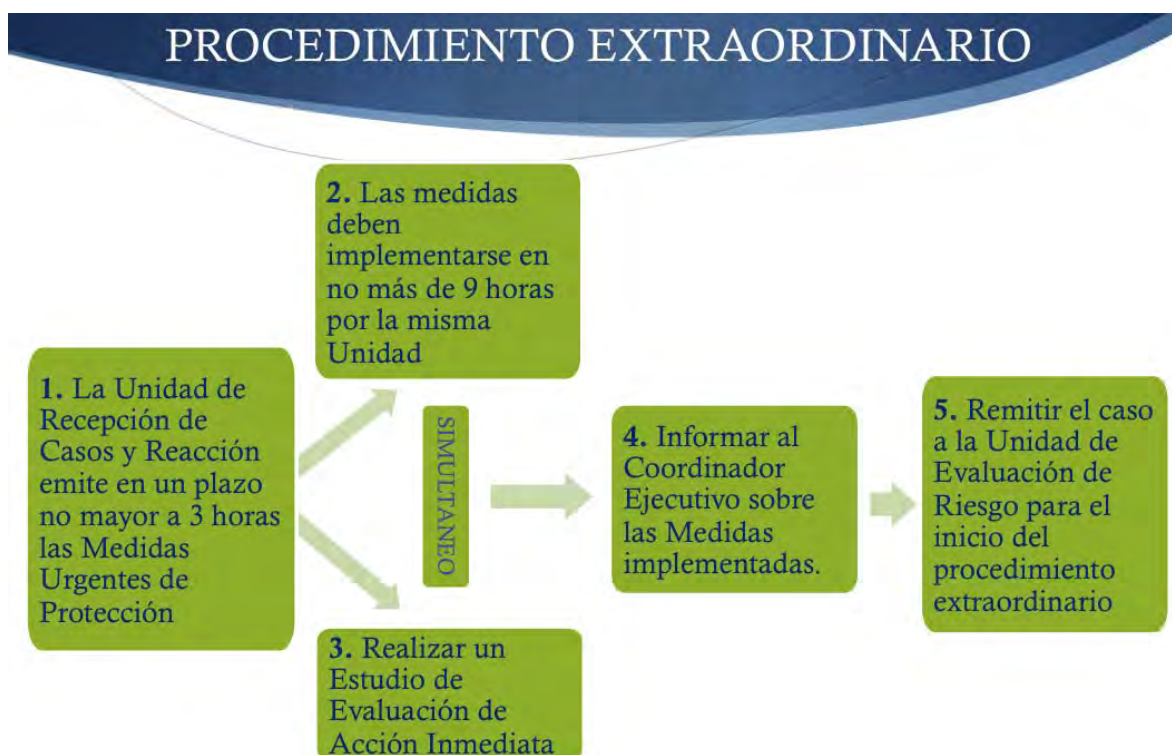 PROCEDIMIENTO EXTRAORDINARIO
1. La Unidad de
Recepción de
Casos y Reacción
emite en un plazo
no mayor a 3 horas
las Medidas
Urgentes de
Protección
2. Las medidas
deben
implementarse en
no más de 9 horas
por la misma
Unidad
SIMULTANEO
3. Realizar un
Estudio de
Evaluación de
Acción Inmediata
4. Informar al
Coordinador
Ejecutivo sobre
las Medidas
implementadas.
5. Remitir el caso
a la Unidad de
Evaluación de
Riesgo para el
inicio del
procedimiento
extraordinario